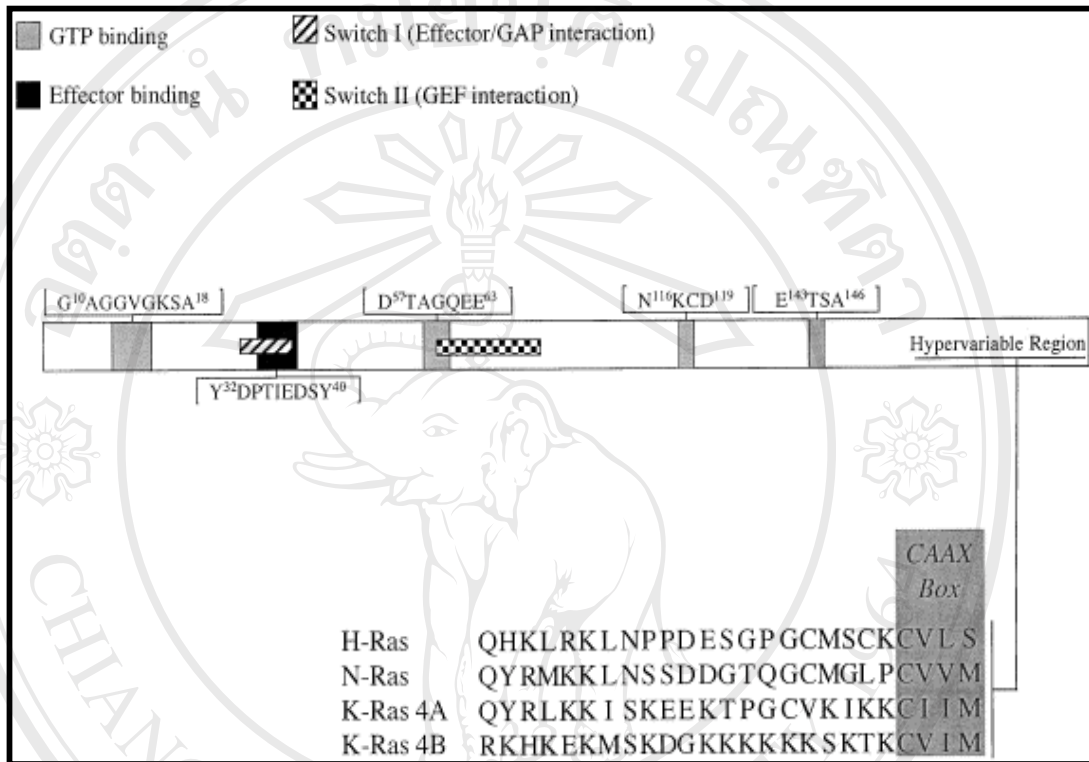 GTP binding
Switch I (Effector/GAP interaction)
Effector binding
Switch II (GEF interaction)
G¹⁰AGGVGKSA¹⁸
D⁵⁷TAGQEE⁶³
N¹¹⁶KCD¹¹⁹
E¹⁴³TSA¹⁴⁶
Hypervariable Region
Y³²DPTIEDSY⁴⁰
CAAX
Box
H-Ras QHKLRKLNPPDESGPGCMSCKCVLS
N-Ras QYRMKKLNSSDDGTQGCMGLPCVVM
K-Ras 4A QYRLKKISKEEKTPGCVKIKKCIIM
K-Ras 4B RKHKEKMSKDGKKKKKKSKTKCVIM
CHIANG